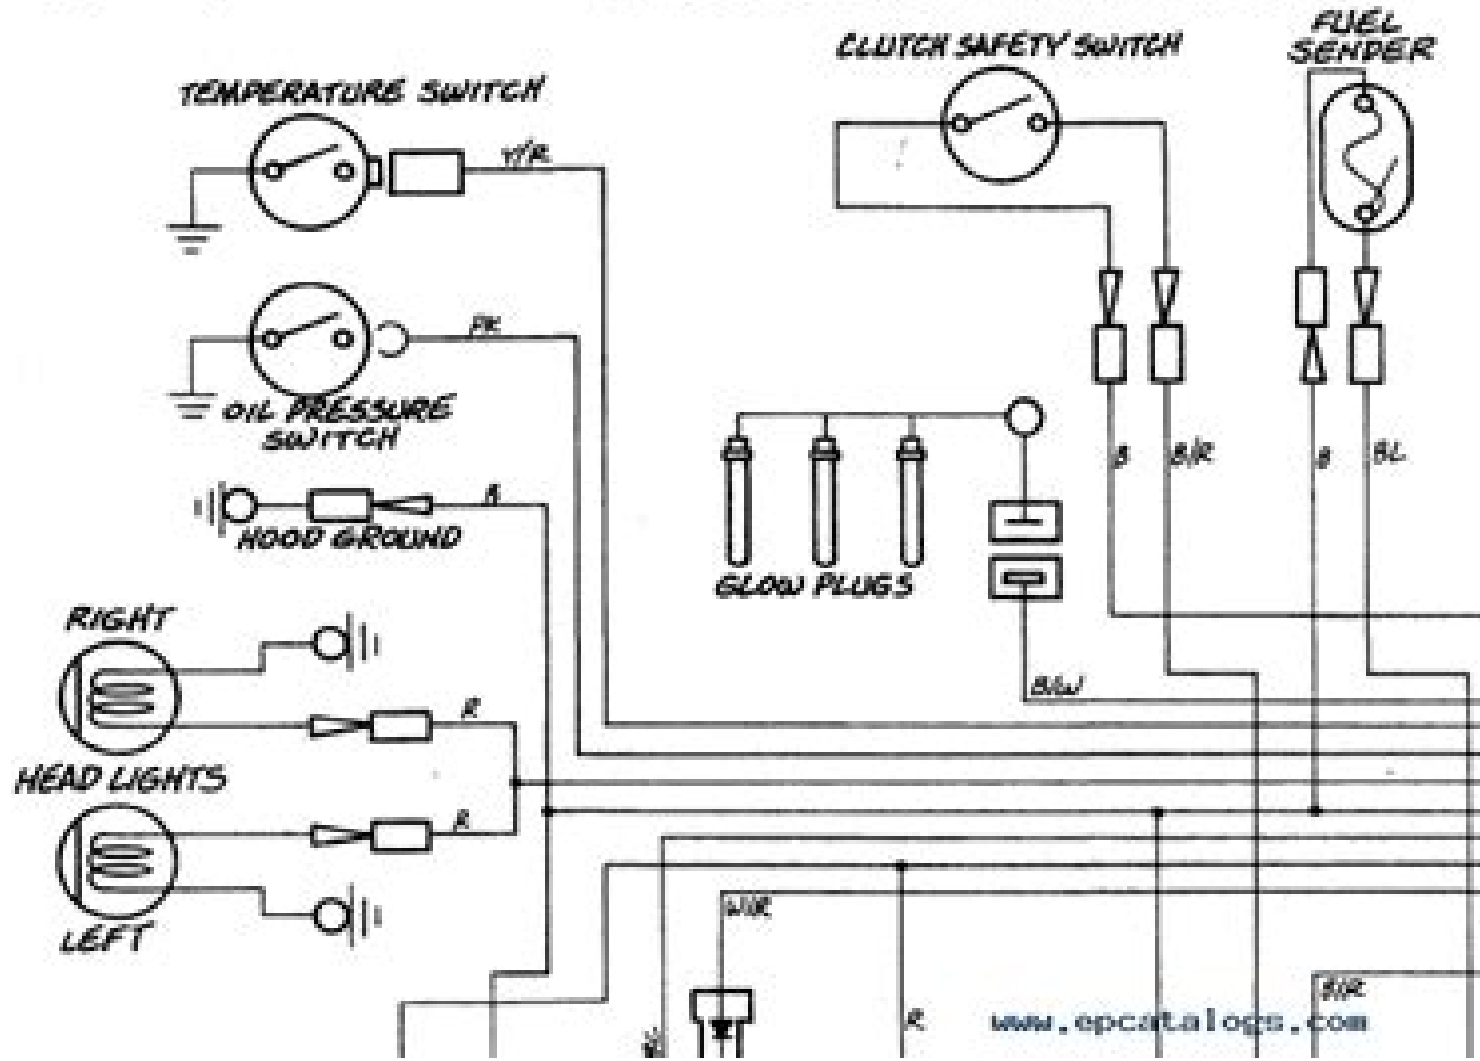 FUEL
SENDER
CLUTCH SAFETY SWITCH
TEMPERATURE SWITCH
Y/R
PK
OIL PRESSURE
SWITCH
B
B/R
B
BL
B
HOOD GROUND
GLOW PLUGS
RIGHT
B/W
R
HEAD LIGHTS
R
W/R
LEFT
B/R
R
www.epcatalogs.com